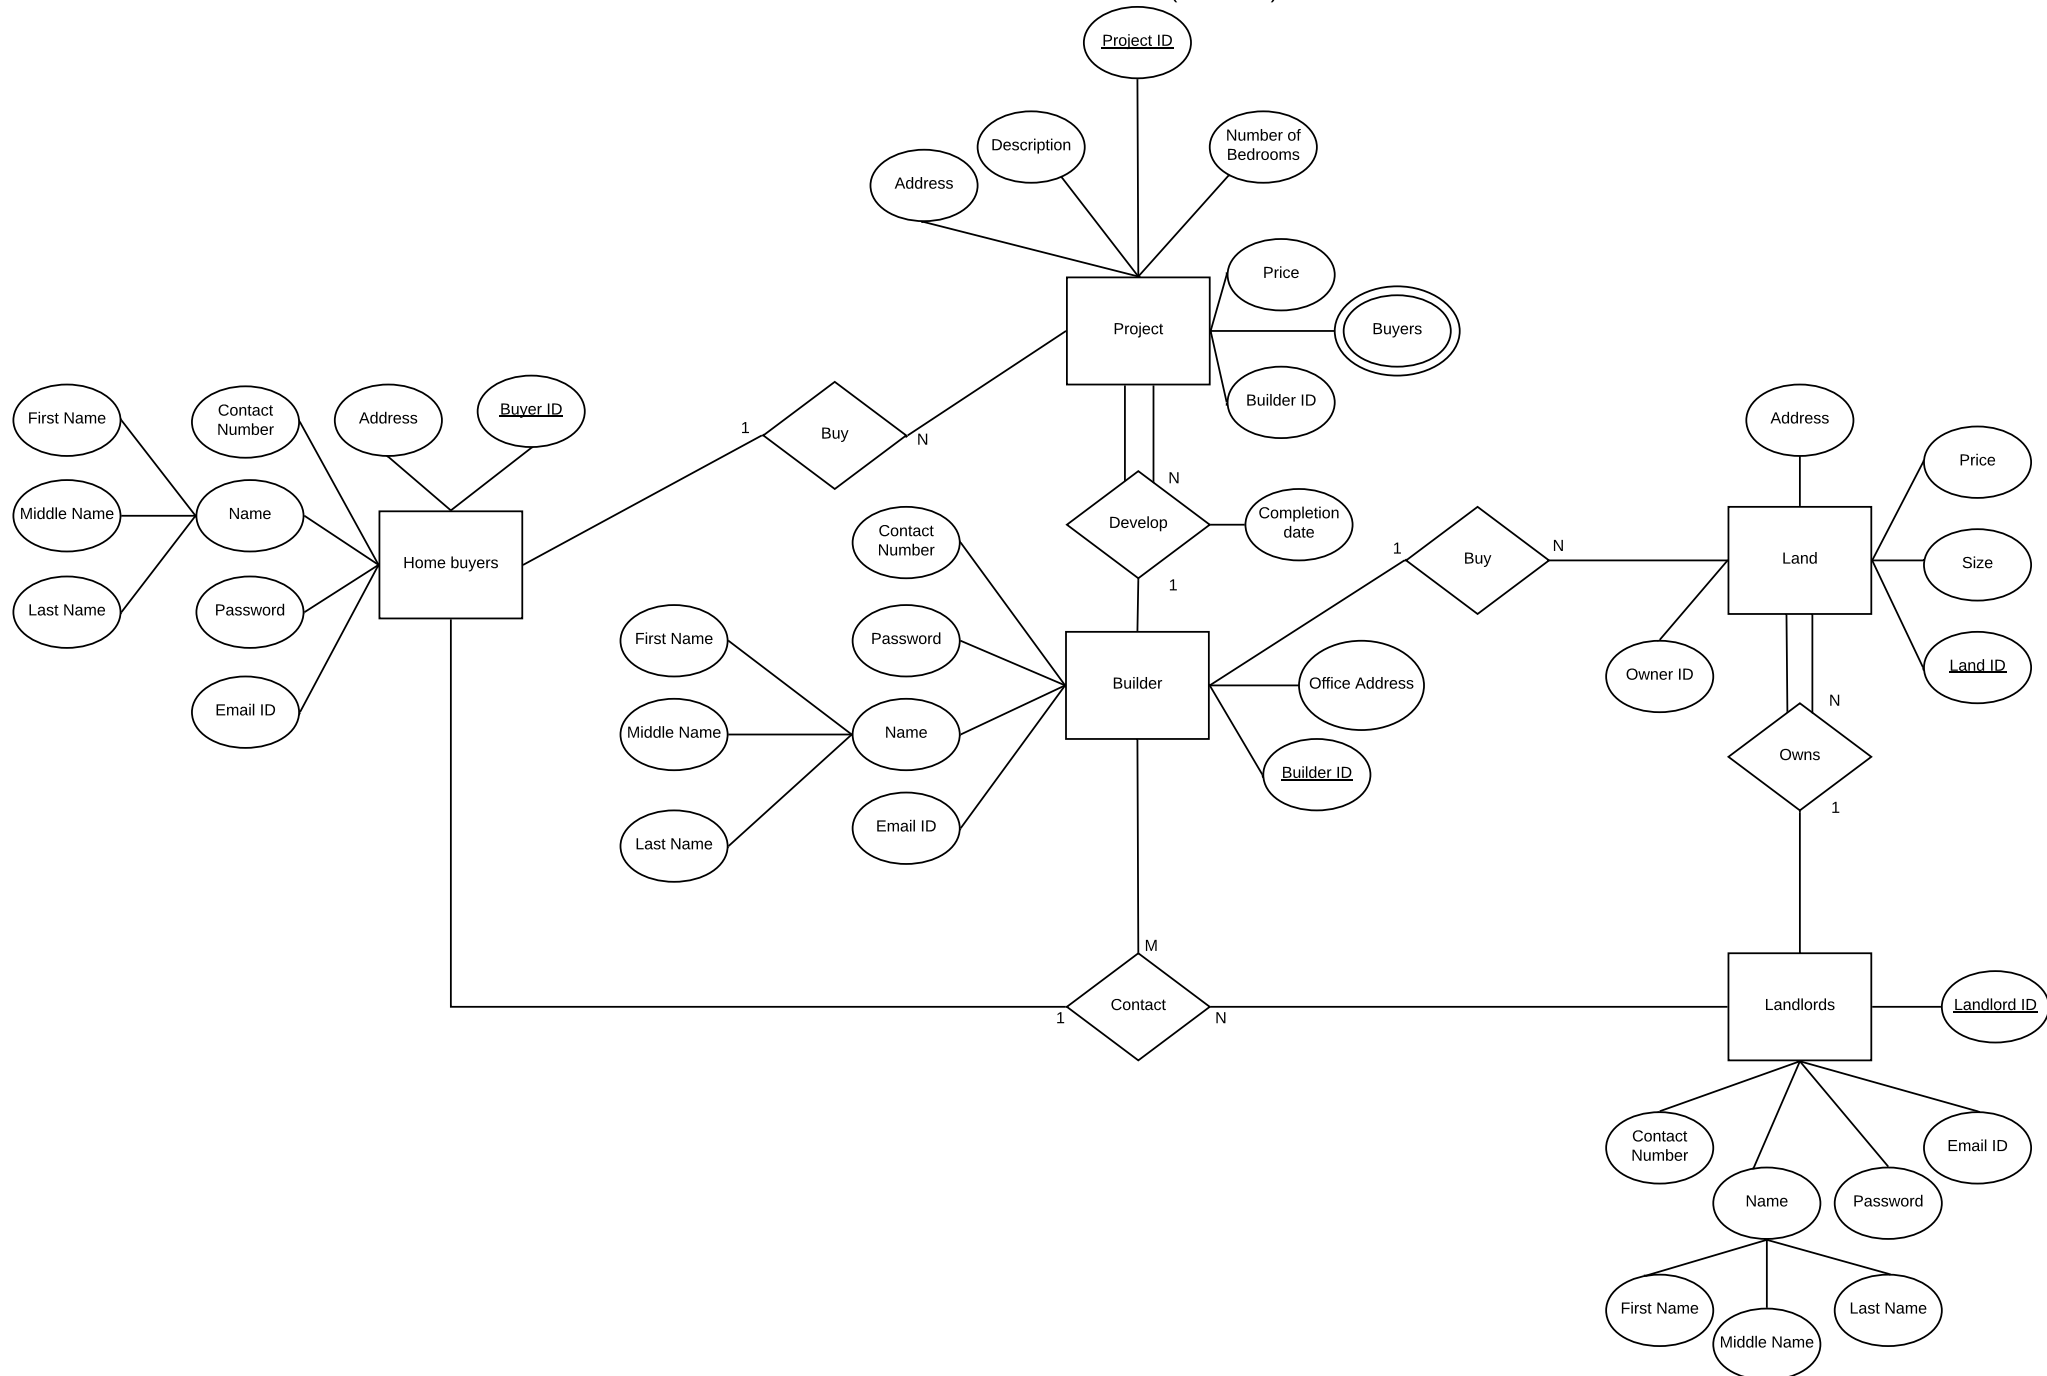 Project ID
Description
Number of
Bedrooms
Address
Price
Project
Buyers
Builder ID
First Name
Contact
Number
Address
Buyer ID
1
Buy
N
Middle Name
Name
Home buyers
Last Name
Password
Email ID
N
Develop
Completion
date
1
Contact
Number
First Name
Password
Builder
Middle Name
Name
Last Name
Email ID
Office Address
Builder ID
1
Buy
N
Address
Price
Land
Size
Owner ID
Land ID
N
Owns
1
M
Contact
1
N
Landlords
Landlord ID
Contact
Number
Email ID
Name
Password
First Name
Last Name
Middle Name